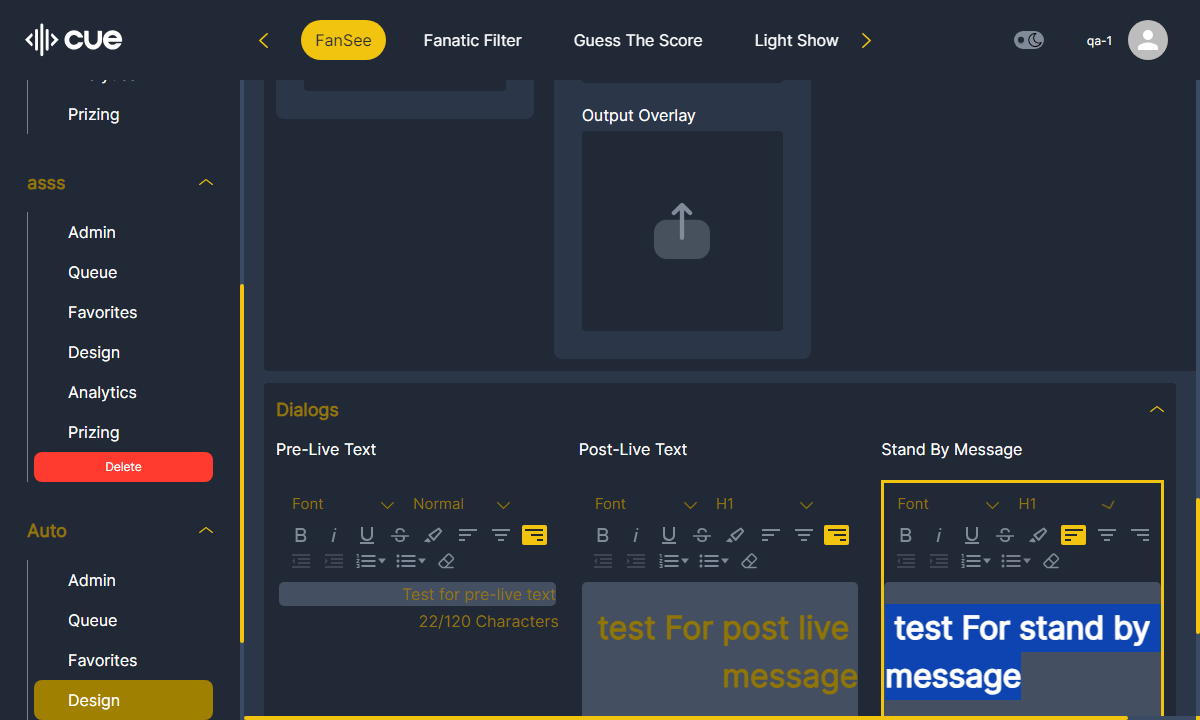 cue
FanSee
Fanatic Filter
Guess The Score
Light Show
qa-1
Prizing
asss
Admin
Queue
Favorites
Design
Analytics
Prizing
Delete
Auto
Admin
Queue
Favorites
Design
Output Overlay
Dialogs
Pre-Live Text
Post-Live Text
Stand By Message
Font
Normal
B i U S
Test for pre-live text
22/120 Characters
Font
H1
B i U S
test For post live
message
Font
H1
B i U S
test For stand by
message